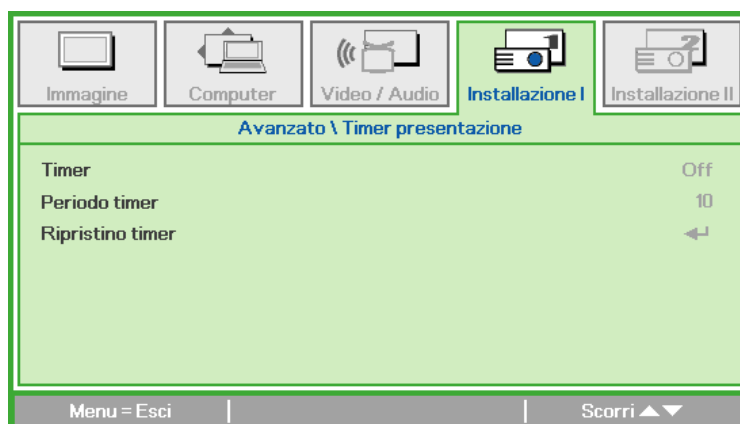 Immagine
Computer
Video / Audio
Installazione I
Installazione II
Avanzato \ Timer presentazione
Timer Off
Periodo timer 10
Ripristino timer
Menu = Esci Scorri ▲▼